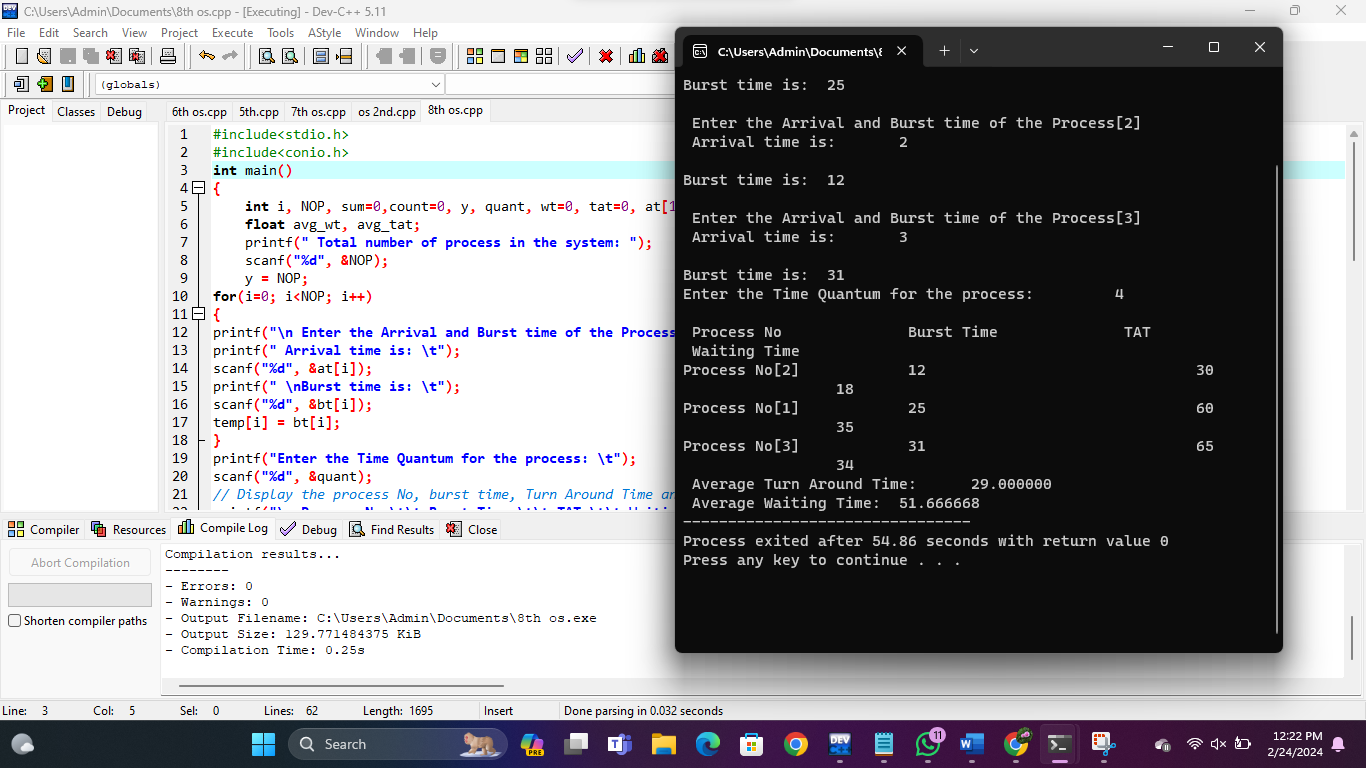 C:\Users\Admin\Documents\8th os.cpp - [Executing] - Dev-C++ 5.11
File Edit Search View Project Execute Tools AStyle Window Help
(globals)
Project Classes Debug
6th os.cpp 5th.cpp 7th os.cpp os 2nd.cpp 8th os.cpp
1 #include<stdio.h>
2 #include<conio.h>
3 int main()
4 {
5 int i, NOP, sum=0,count=0, y, quant, wt=0, tat=0, at[1
6 float avg_wt, avg_tat;
7 printf(" Total number of process in the system: ");
8 scanf("%d", &NOP);
9 y = NOP;
10 for(i=0; i<NOP; i++)
11 {
12 printf("\n Enter the Arrival and Burst time of the Process
13 printf(" Arrival time is: \t");
14 scanf("%d", &at[i]);
15 printf(" \nBurst time is: \t");
16 scanf("%d", &bt[i]);
17 temp[i] = bt[i];
18 }
19 printf("Enter the Time Quantum for the process: \t");
20 scanf("%d", &quant);
21 // Display the process No, burst time, Turn Around Time an
C:\Users\Admin\Documents\8
Burst time is: 25
Enter the Arrival and Burst time of the Process[2]
Arrival time is: 2
Burst time is: 12
Enter the Arrival and Burst time of the Process[3]
Arrival time is: 3
Burst time is: 31
Enter the Time Quantum for the process: 4
Process No Burst Time TAT
Waiting Time
Process No[2] 12 30
18
Process No[1] 25 60
35
Process No[3] 31 65
34
Average Turn Around Time: 29.000000
Average Waiting Time: 51.666668
--------------------------------
Process exited after 54.86 seconds with return value 0
Press any key to continue . . .
Compiler Resources Compile Log Debug Find Results Close
Abort Compilation
Shorten compiler paths
Compilation results...
--------
- Errors: 0
- Warnings: 0
- Output Filename: C:\Users\Admin\Documents\8th os.exe
- Output Size: 129.771484375 KiB
- Compilation Time: 0.25s
Line: 3 Col: 5 Sel: 0 Lines: 62 Length: 1695 Insert Done parsing in 0.032 seconds
Search
PRE
DEV
11
12:22 PM
2/24/2024